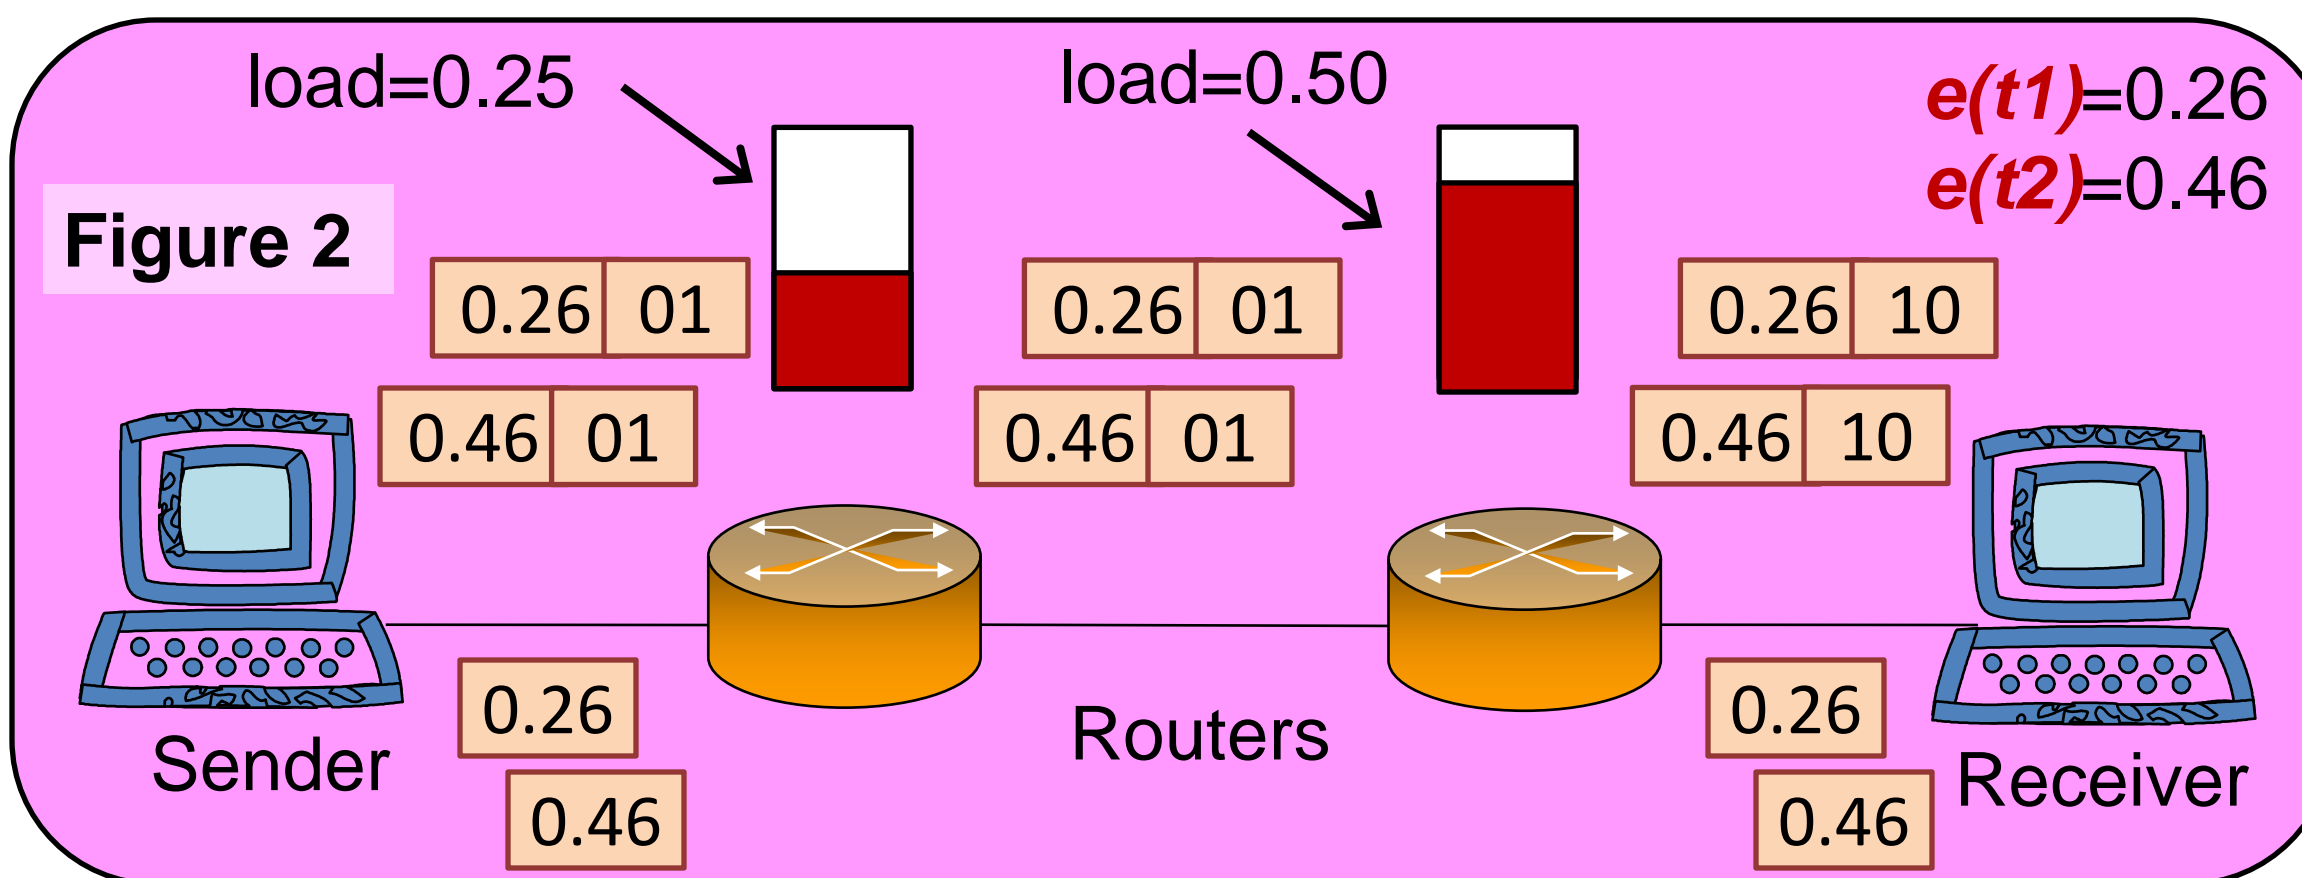 load=0.25
load=0.50
e(t1)=0.26
e(t2)=0.46
Figure 2
0.26 01
0.26 01
0.26 10
0.46 01
0.46 01
0.46 10
Sender
0.26
0.46
Routers
0.26
0.46
Receiver